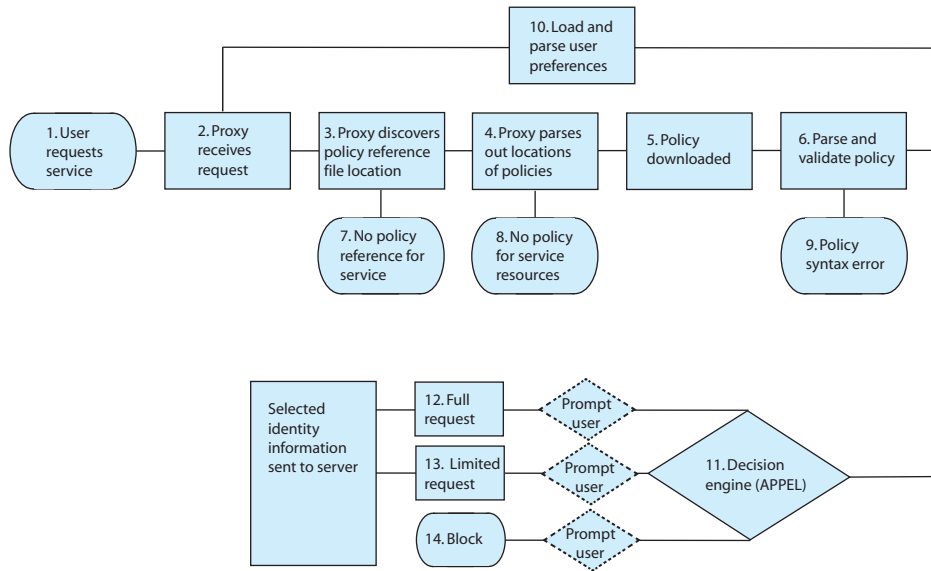 10. Load and
parse user
preferences
1. User
requests
service
2. Proxy
receives
request
3. Proxy discovers
policy reference
file location
4. Proxy parses
out locations
of policies
5. Policy
downloaded
6. Parse and
validate policy
7. No policy
reference for
service
8. No policy
for service
resources
9. Policy
syntax error
Selected
identity
information
sent to server
12. Full
request
Prompt
user
13. Limited
request
Prompt
user
11. Decision
engine (APPEL)
14. Block
Prompt
user